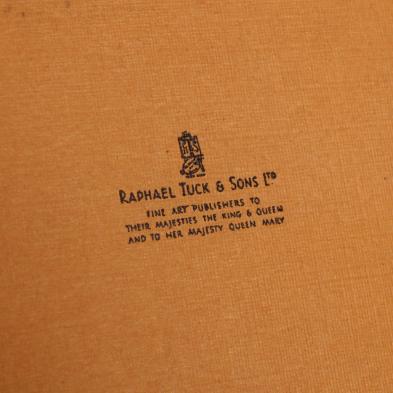 RAPHAEL TUCK & SONS LTD
FINE ART PUBLISHERS TO
THEIR MAJESTIES THE KING & QUEEN
AND TO HER MAJESTY QUEEN MARY